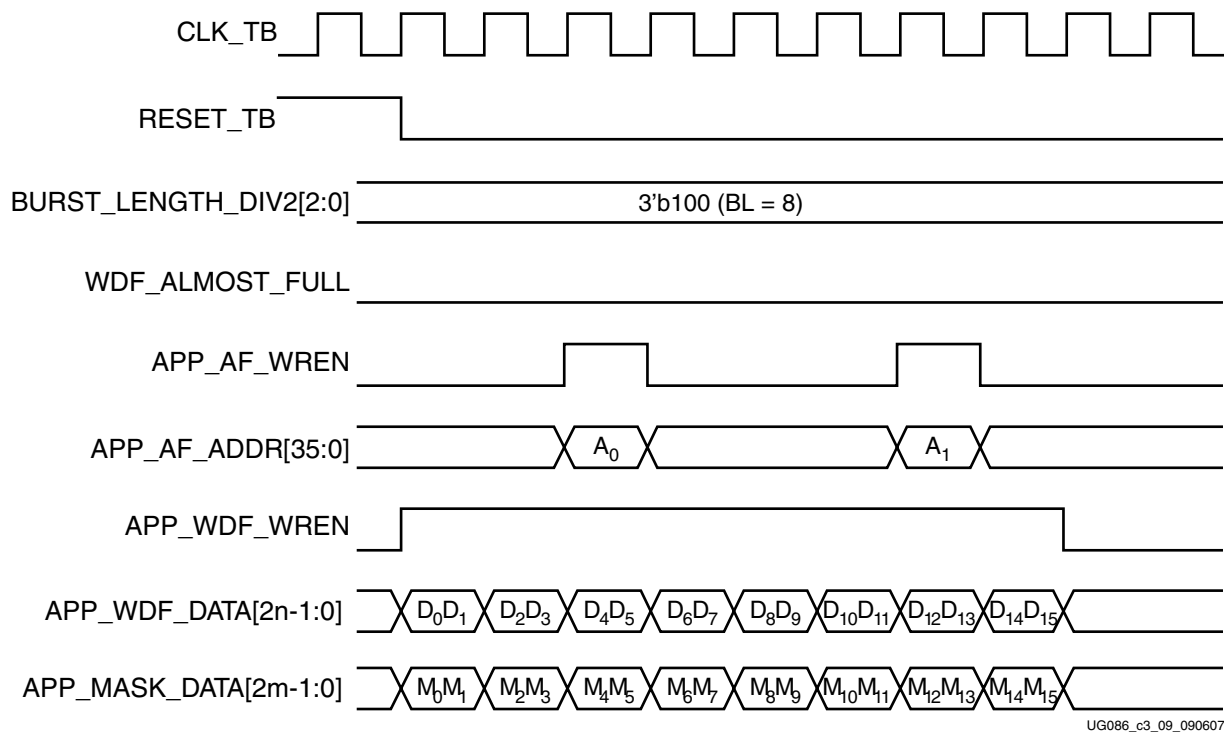 CLK_TB
RESET_TB
BURST_LENGTH_DIV2[2:0] 3'b100 (BL = 8)
WDF_ALMOST_FULL
APP_AF_WREN
APP_AF_ADDR[35:0] A0 A1
APP_WDF_WREN
APP_WDF_DATA[2n-1:0] D0D1 D2D3 D4D5 D6D7 D8D9 D10D11 D12D13 D14D15
APP_MASK_DATA[2m-1:0] M0M1 M2M3 M4M5 M6M7 M8M9 M10M11 M12M13 M14M15
UG086_c3_09_090607